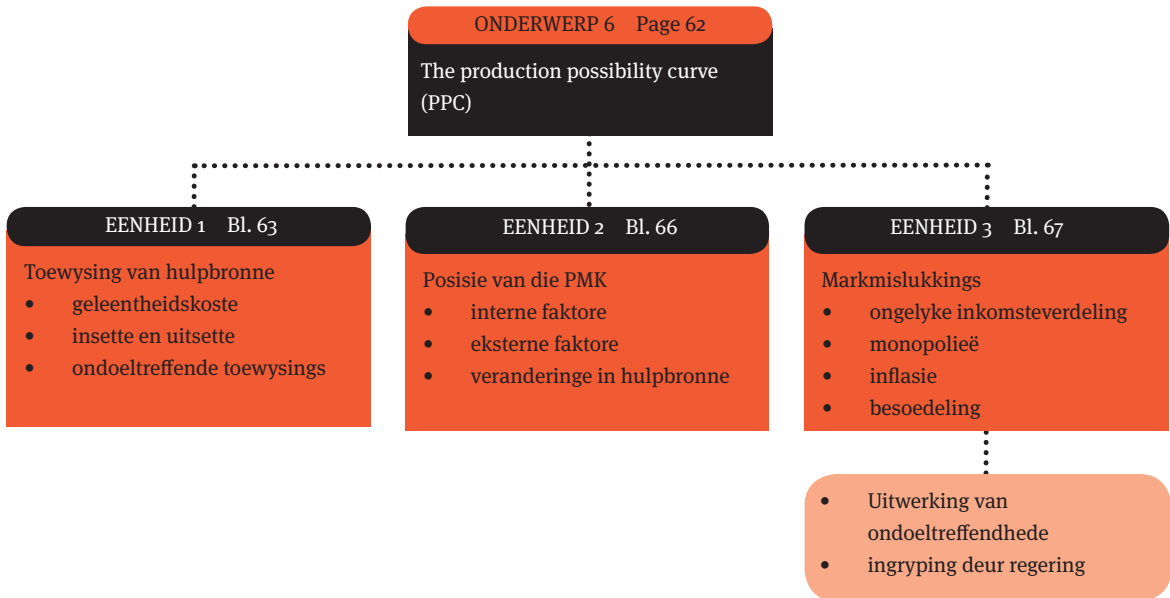 ONDERWERP 6 Page 62
The production possibility curve
(PPC)
EENHEID 1 Bl. 63
Toewysing van hulpbronne
• geleentheidskoste
• insette en uitsette
• ondoeltreffende toewysings
EENHEID 2 Bl. 66
Posisie van die PMK
• interne faktore
• eksterne faktore
• veranderinge in hulpbronne
EENHEID 3 Bl. 67
Markmislukkings
• ongelyke inkomsteverdeling
• monopolieë
• inflasie
• besoedeling
• Uitwerking van
ondoeltreffendhede
• ingryping deur regering